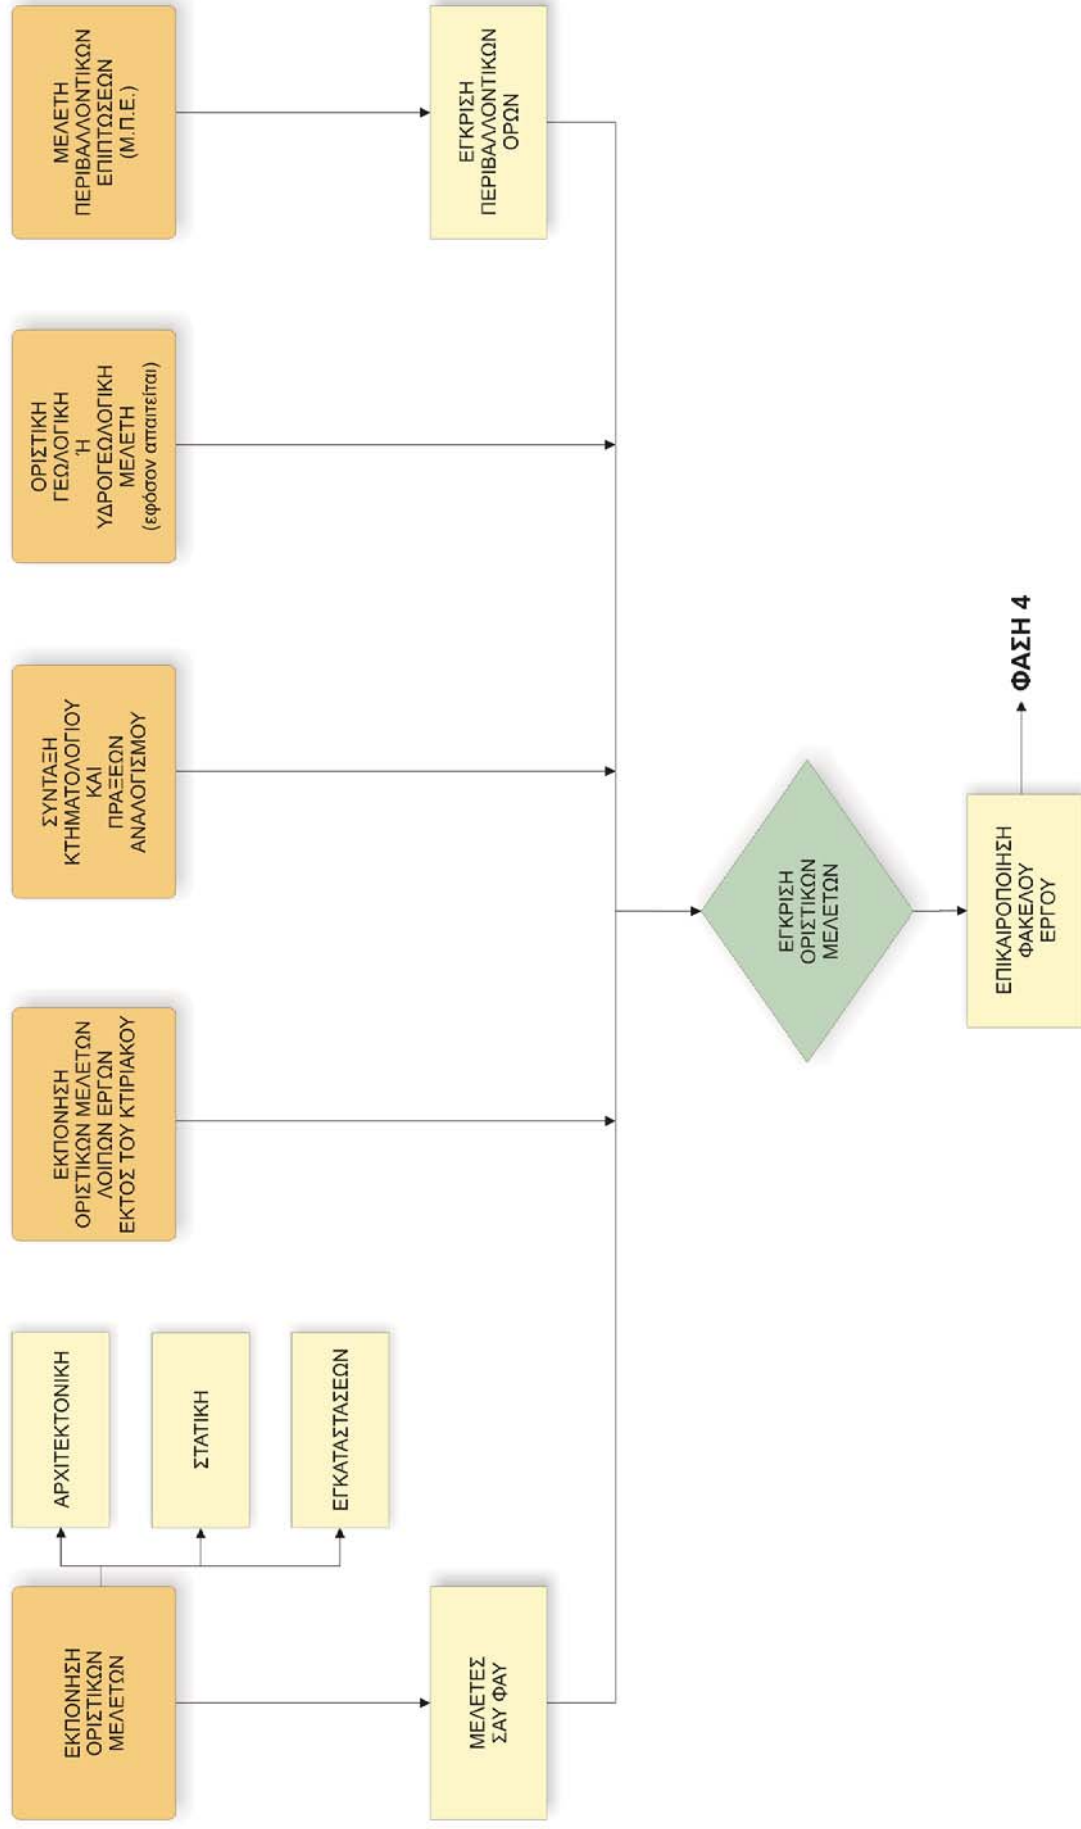 ΕΚΠΟΝΗΣΗ
ΟΡΙΣΤΙΚΩΝ
ΜΕΛΕΤΩΝ
ΑΡΧΙΤΕΚΤΟΝΙΚΗ
ΣΤΑΤΙΚΗ
ΕΓΚΑΤΑΣΤΑΣΕΩΝ
ΕΚΠΟΝΗΣΗ
ΟΡΙΣΤΙΚΩΝ ΜΕΛΕΤΩΝ
ΛΟΙΠΩΝ ΕΡΓΩΝ
ΕΚΤΟΣ ΤΟΥ ΚΤΙΡΙΑΚΟΥ
ΣΥΝΤΑΞΗ
ΚΤΗΜΑΤΟΛΟΓΙΟΥ
ΚΑΙ
ΠΡΑΞΕΩΝ
ΑΝΑΛΟΓΙΣΜΟΥ
ΟΡΙΣΤΙΚΗ
ΓΕΩΛΟΓΙΚΗ
Ή
ΥΔΡΟΓΕΩΛΟΓΙΚΗ
ΜΕΛΕΤΗ
(εφόσον απαιτείται)
ΜΕΛΕΤΗ
ΠΕΡΙΒΑΛΛΟΝΤΙΚΩΝ
ΕΠΙΠΤΩΣΕΩΝ
(Μ.Π.Ε.)
ΜΕΛΕΤΕΣ
ΣΑΥ ΦΑΥ
ΕΓΚΡΙΣΗ
ΠΕΡΙΒΑΛΛΟΝΤΙΚΩΝ
ΟΡΩΝ
ΕΓΚΡΙΣΗ
ΟΡΙΣΤΙΚΩΝ
ΜΕΛΕΤΩΝ
ΕΠΙΚΑΙΡΟΠΟΙΗΣΗ
ΦΑΚΕΛΟΥ
ΕΡΓΟΥ
ΦΑΣΗ 4